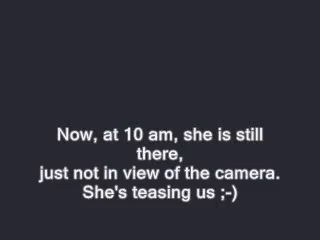 Now, at 10 am, she is still
there,
just not in view of the camera.
She's teasing us ;-)